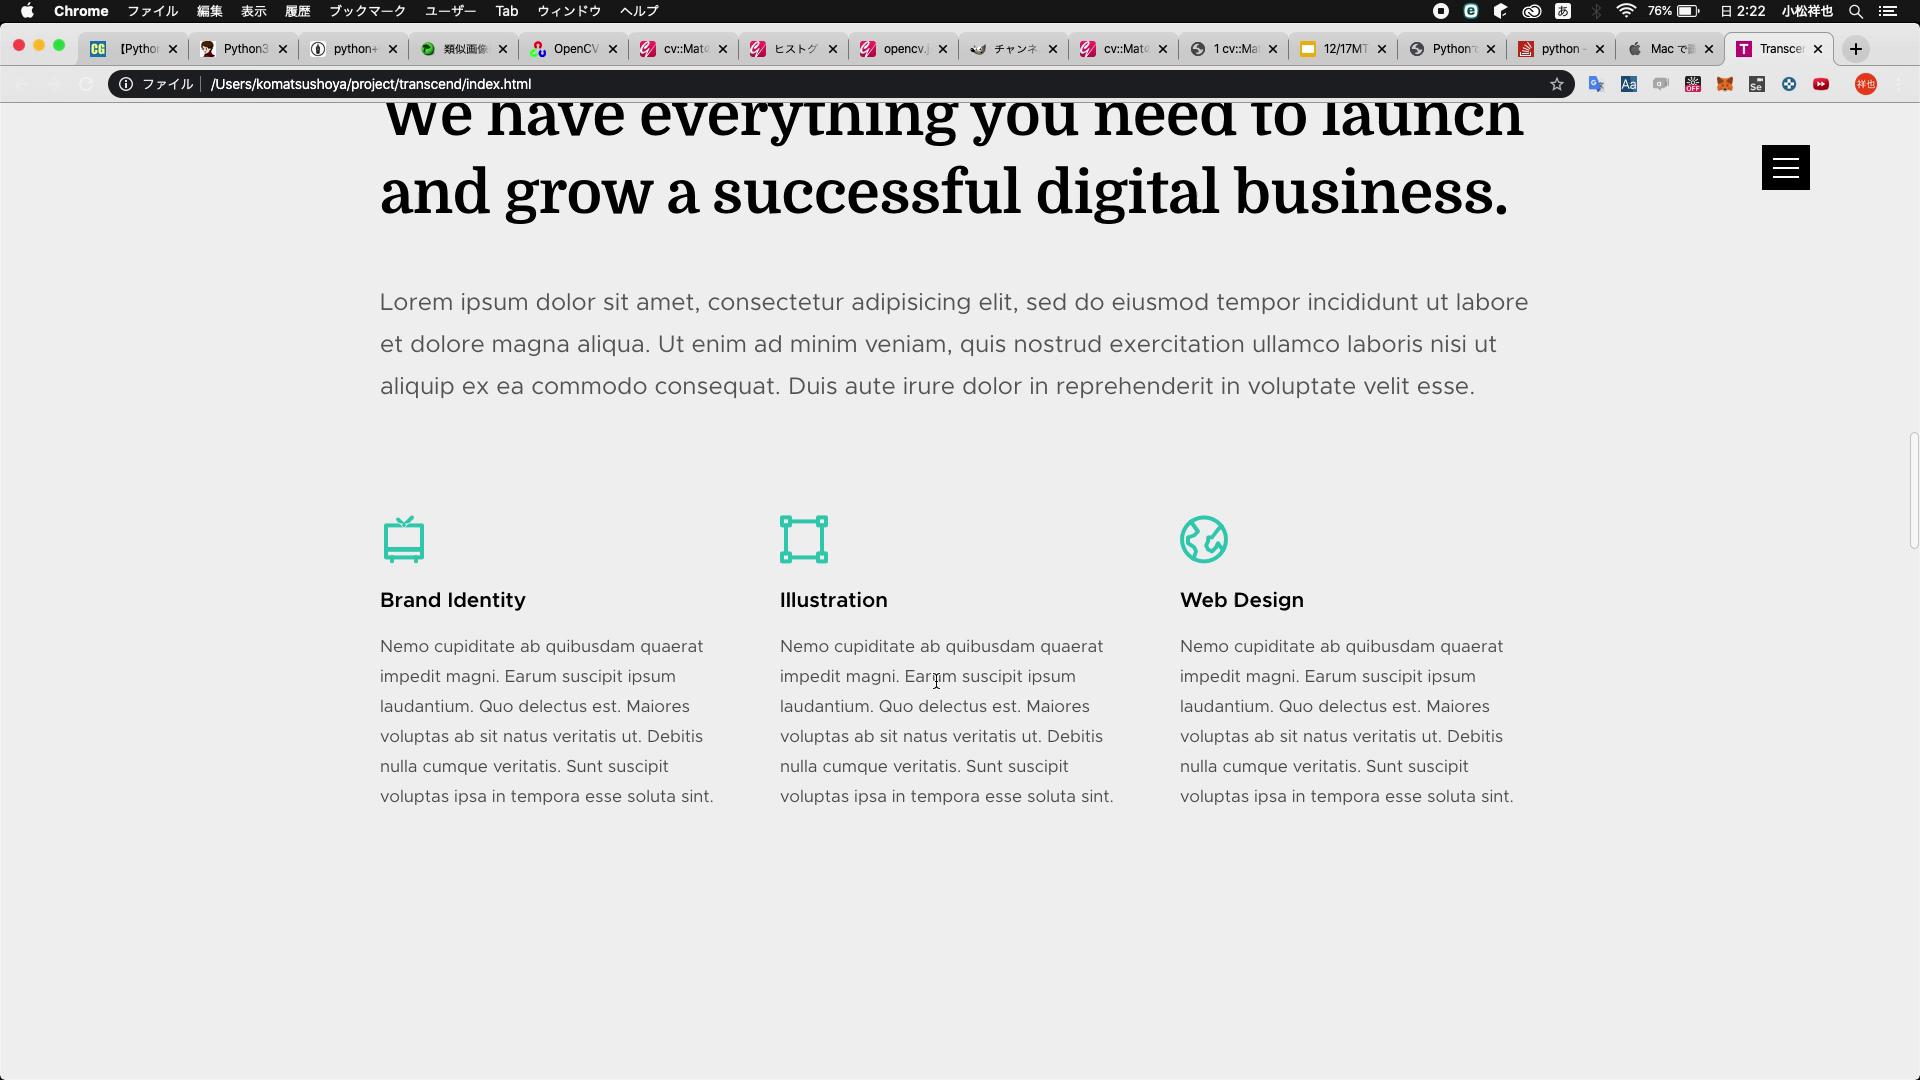 Chrome ファイル 編集 表示 履歴 ブックマーク ユーザー Tab ウィンドウ ヘルプ あ 76% 日 2:22 小松祥也
【Pytho Python3 python+ 類似画像 OpenCV cv::Mat ヒストグ opencv. チャンネ cv::Mat 1 cv::Ma 12/17MT Python python - Mac で Transce
ファイル /Users/komatsushoya/project/transcend/index.html Aa OFF Se 祥也
We have everything you need to launch
and grow a successful digital business.
Lorem ipsum dolor sit amet, consectetur adipisicing elit, sed do eiusmod tempor incididunt ut labore
et dolore magna aliqua. Ut enim ad minim veniam, quis nostrud exercitation ullamco laboris nisi ut
aliquip ex ea commodo consequat. Duis aute irure dolor in reprehenderit in voluptate velit esse.
Brand Identity
Nemo cupiditate ab quibusdam quaerat
impedit magni. Earum suscipit ipsum
laudantium. Quo delectus est. Maiores
voluptas ab sit natus veritatis ut. Debitis
nulla cumque veritatis. Sunt suscipit
voluptas ipsa in tempora esse soluta sint.
Illustration
Nemo cupiditate ab quibusdam quaerat
impedit magni. Earum suscipit ipsum
laudantium. Quo delectus est. Maiores
voluptas ab sit natus veritatis ut. Debitis
nulla cumque veritatis. Sunt suscipit
voluptas ipsa in tempora esse soluta sint.
Web Design
Nemo cupiditate ab quibusdam quaerat
impedit magni. Earum suscipit ipsum
laudantium. Quo delectus est. Maiores
voluptas ab sit natus veritatis ut. Debitis
nulla cumque veritatis. Sunt suscipit
voluptas ipsa in tempora esse soluta sint.